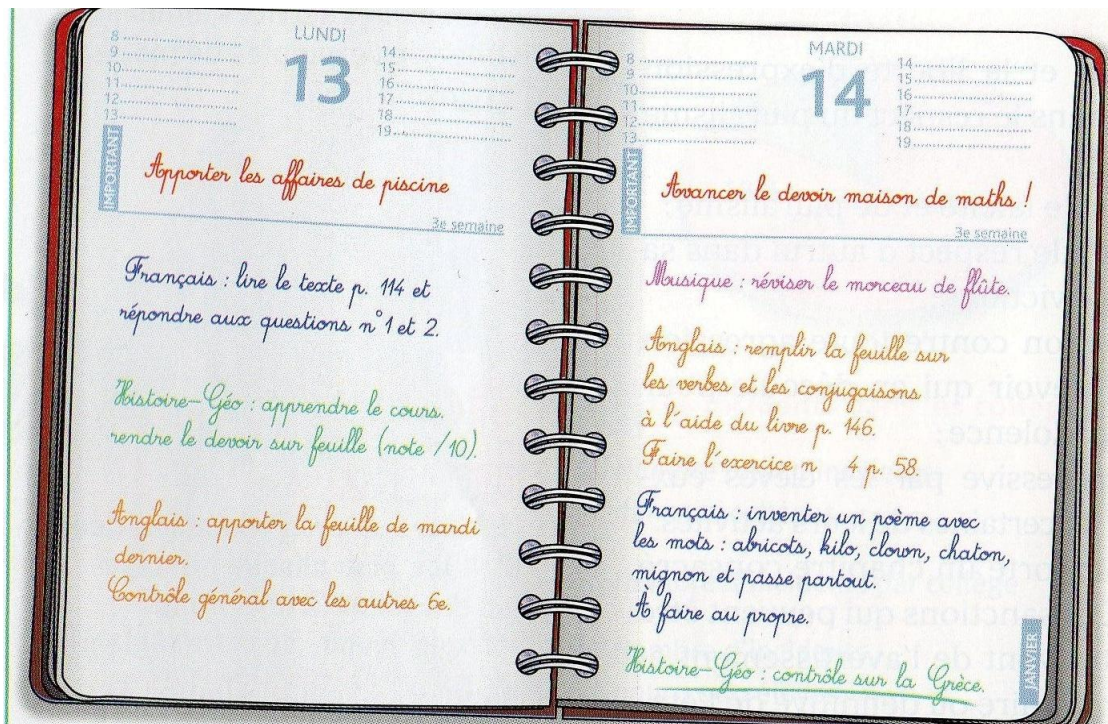 LUNDI
13
8
9
10
11
12
13
14
15
16
17
18
19
IMPORTANT
Apporter les affaires de piscine
3e semaine
Français : lire le texte p. 114 et
répondre aux questions n°1 et 2.
Histoire-Géo : apprendre le cours.
rendre le devoir sur feuille (note /10).
Anglais : apporter la feuille de mardi
dernier.
Contrôle général avec les autres 6e.
MARDI
14
8
9
10
11
12
13
14
15
16
17
18
19
IMPORTANT
Avancer le devoir maison de maths !
3e semaine
Musique : réviser le morceau de flûte.
Anglais : remplir la feuille sur
les verbes et les conjugaisons
à l'aide du livre p. 146.
Faire l'exercice n 4 p. 58.
Français : inventer un poème avec
les mots : abricots, kilo, clown, chaton,
mignon et passe partout.
À faire au propre.
Histoire-Géo : contrôle sur la Grèce.
JANVIER